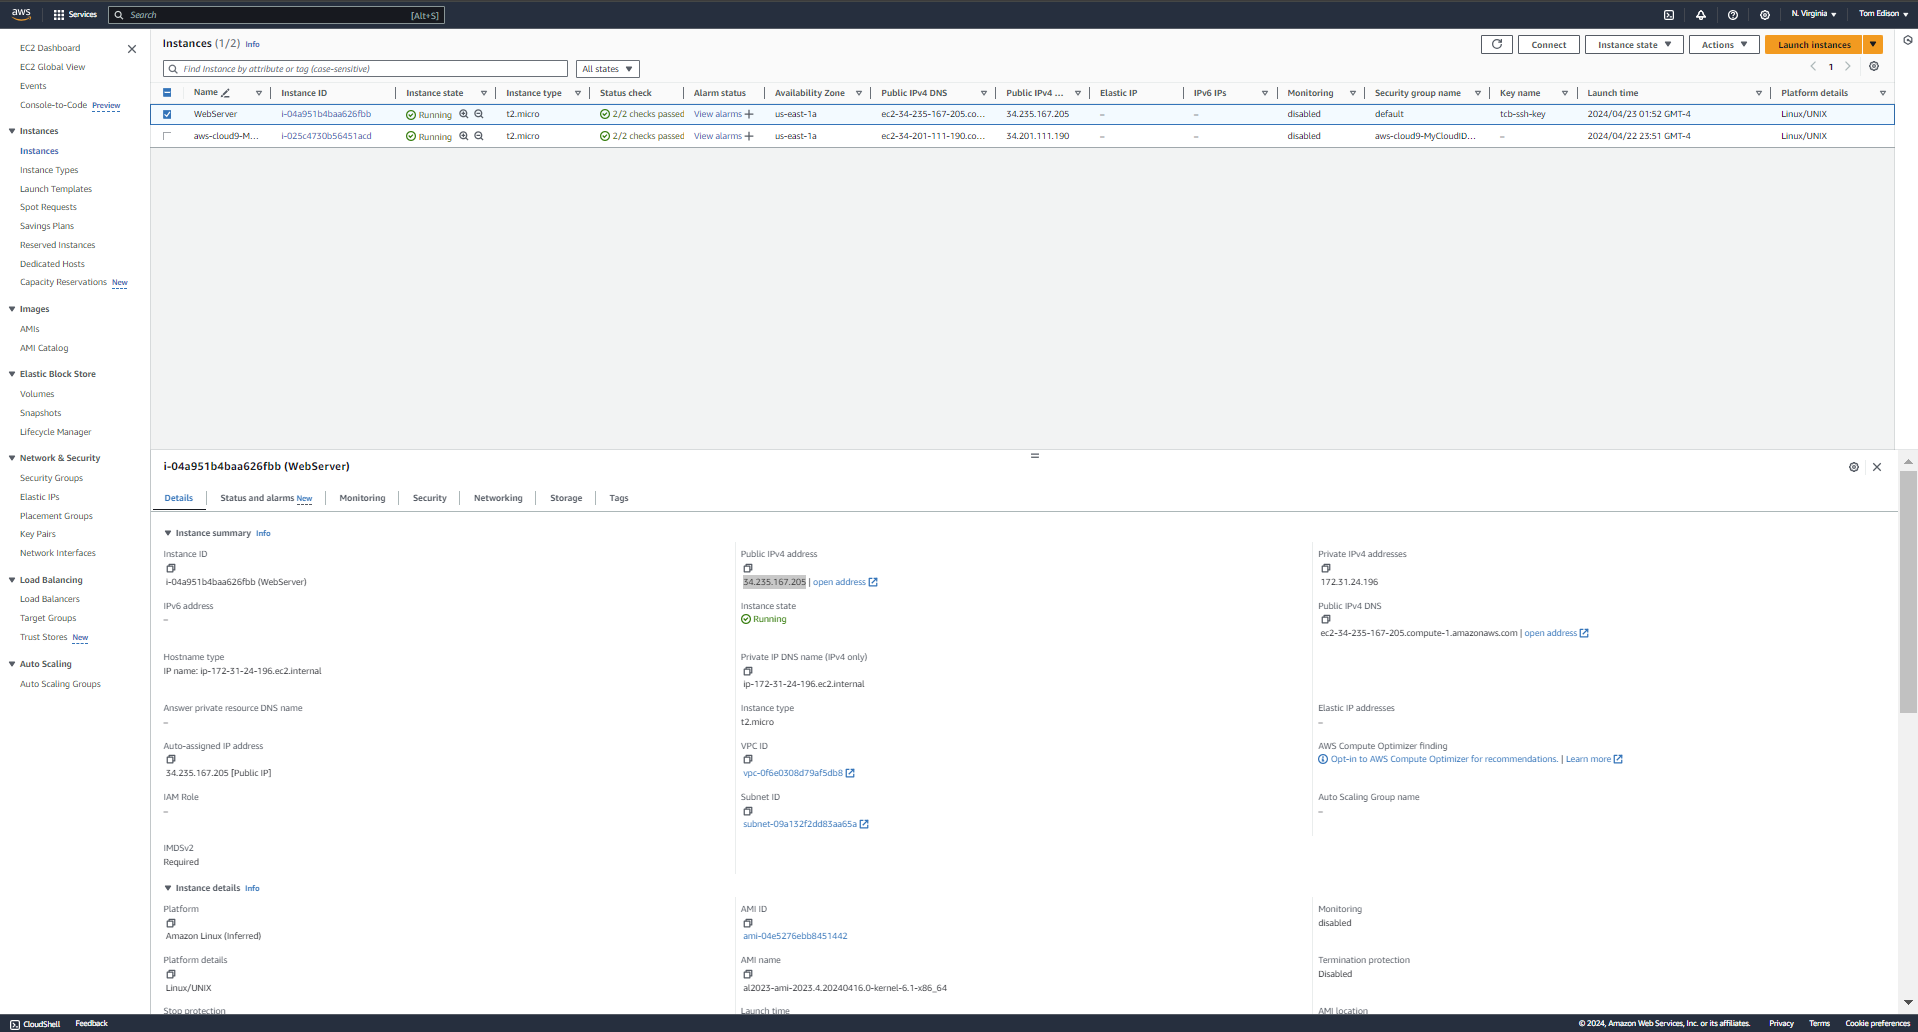 aws
Services
Search [Alt+S]
N. Virginia
Tom Edison
EC2 Dashboard
EC2 Global View
Events
Console-to-Code Preview
Instances
Instances
Instance Types
Launch Templates
Spot Requests
Savings Plans
Reserved Instances
Dedicated Hosts
Capacity Reservations New
Images
AMIs
AMI Catalog
Elastic Block Store
Volumes
Snapshots
Lifecycle Manager
Network & Security
Security Groups
Elastic IPs
Placement Groups
Key Pairs
Network Interfaces
Load Balancing
Load Balancers
Target Groups
Trust Stores New
Auto Scaling
Auto Scaling Groups
Instances (1/2) Info
Connect
Instance state
Actions
Launch instances
Find Instance by attribute or tag (case-sensitive)
All states
1
Name Instance ID Instance state Instance type Status check Alarm status Availability Zone Public IPv4 DNS Public IPv4 ... Elastic IP IPv6 IPs Monitoring Security group name Key name Launch time Platform details
WebServer i-04a951b4baa626fbb Running t2.micro 2/2 checks passed View alarms + us-east-1a ec2-34-235-167-205.co... 34.235.167.205 – – disabled default tcb-ssh-key 2024/04/23 01:52 GMT-4 Linux/UNIX
aws-cloud9-M... i-025c4730b56451acd Running t2.micro 2/2 checks passed View alarms + us-east-1a ec2-34-201-111-190.co... 34.201.111.190 – – disabled aws-cloud9-MyCloudID... – 2024/04/22 23:51 GMT-4 Linux/UNIX
i-04a951b4baa626fbb (WebServer)
Details
Status and alarms New
Monitoring
Security
Networking
Storage
Tags
Instance summary Info
Instance ID
i-04a951b4baa626fbb (WebServer)
Public IPv4 address
34.235.167.205 | open address
Private IPv4 addresses
172.31.24.196
IPv6 address
–
Instance state
Running
Public IPv4 DNS
ec2-34-235-167-205.compute-1.amazonaws.com | open address
Hostname type
IP name: ip-172-31-24-196.ec2.internal
Private IP DNS name (IPv4 only)
ip-172-31-24-196.ec2.internal
Answer private resource DNS name
–
Instance type
t2.micro
Elastic IP addresses
–
Auto-assigned IP address
34.235.167.205 [Public IP]
VPC ID
vpc-0f6e0308d79af5db8
AWS Compute Optimizer finding
Opt-in to AWS Compute Optimizer for recommendations. | Learn more
IAM Role
–
Subnet ID
subnet-09a132f2dd83aa65a
Auto Scaling Group name
–
IMDSv2
Required
Instance details Info
Platform
Amazon Linux (Inferred)
AMI ID
ami-04e5276ebb8451442
Monitoring
disabled
Platform details
Linux/UNIX
AMI name
al2023-ami-2023.4.20240416.0-kernel-6.1-x86_64
Termination protection
Disabled
Stop protection
Launch time
AMI location
CloudShell
Feedback
© 2024, Amazon Web Services, Inc. or its affiliates.
Privacy
Terms
Cookie preferences